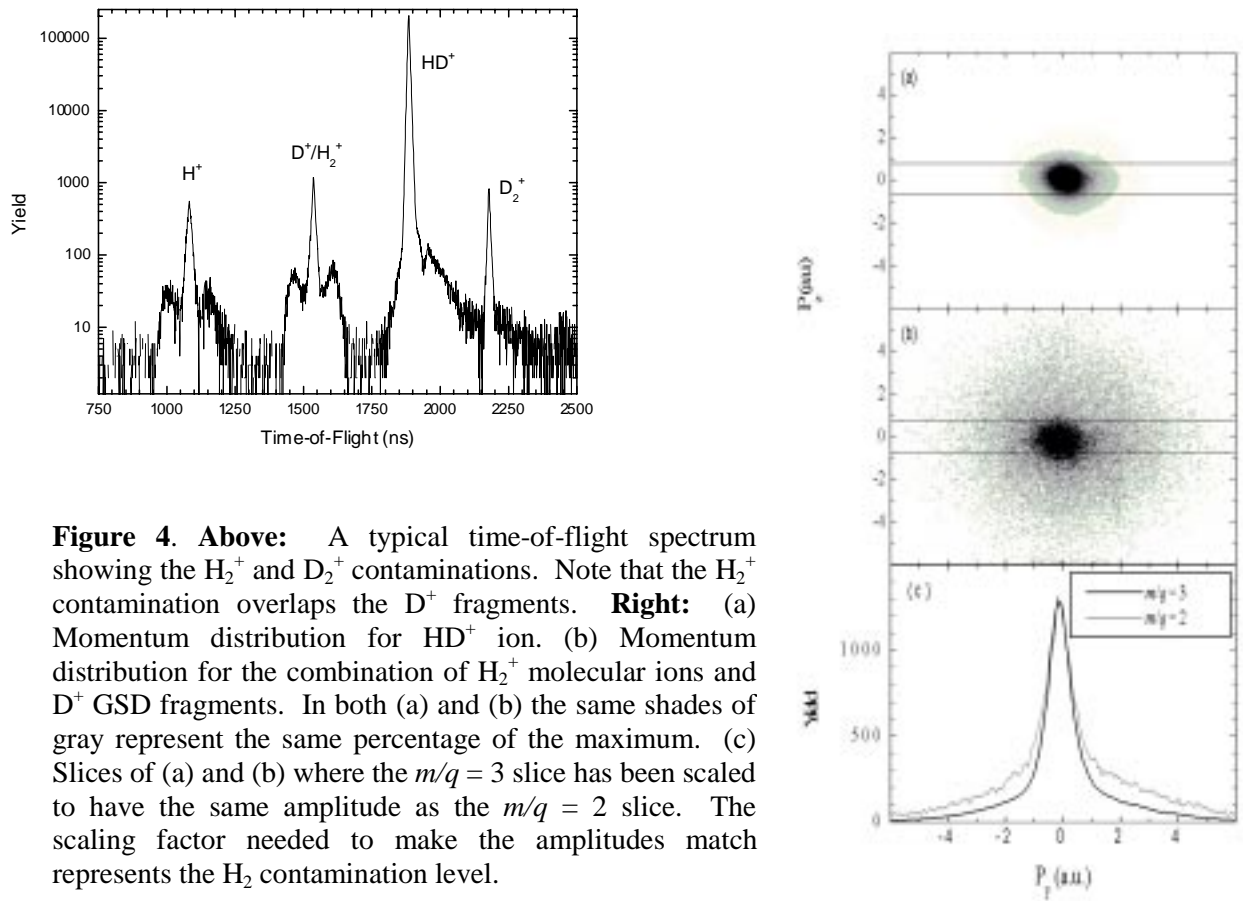 100000
10000
1000
100
10
Yield
H⁺
D⁺/H₂⁺
HD⁺
D₂⁺
750 1000 1250 1500 1750 2000 2250 2500
Time-of-Flight (ns)
Figure 4. Above: A typical time-of-flight spectrum
showing the H₂⁺ and D₂⁺ contaminations. Note that the H₂⁺
contamination overlaps the D⁺ fragments. Right: (a)
Momentum distribution for HD⁺ ion. (b) Momentum
distribution for the combination of H₂⁺ molecular ions and
D⁺ GSD fragments. In both (a) and (b) the same shades of
gray represent the same percentage of the maximum. (c)
Slices of (a) and (b) where the m/q = 3 slice has been scaled
to have the same amplitude as the m/q = 2 slice. The
scaling factor needed to make the amplitudes match
represents the H₂ contamination level.
(a)
4
2
0
-2
-4
(a.u.)
(b)
4
2
0
-2
-4
(c)
m/q=3
m/q=2
1000
500
0
Yield
-4 -2 0 2 4
(a.u.)